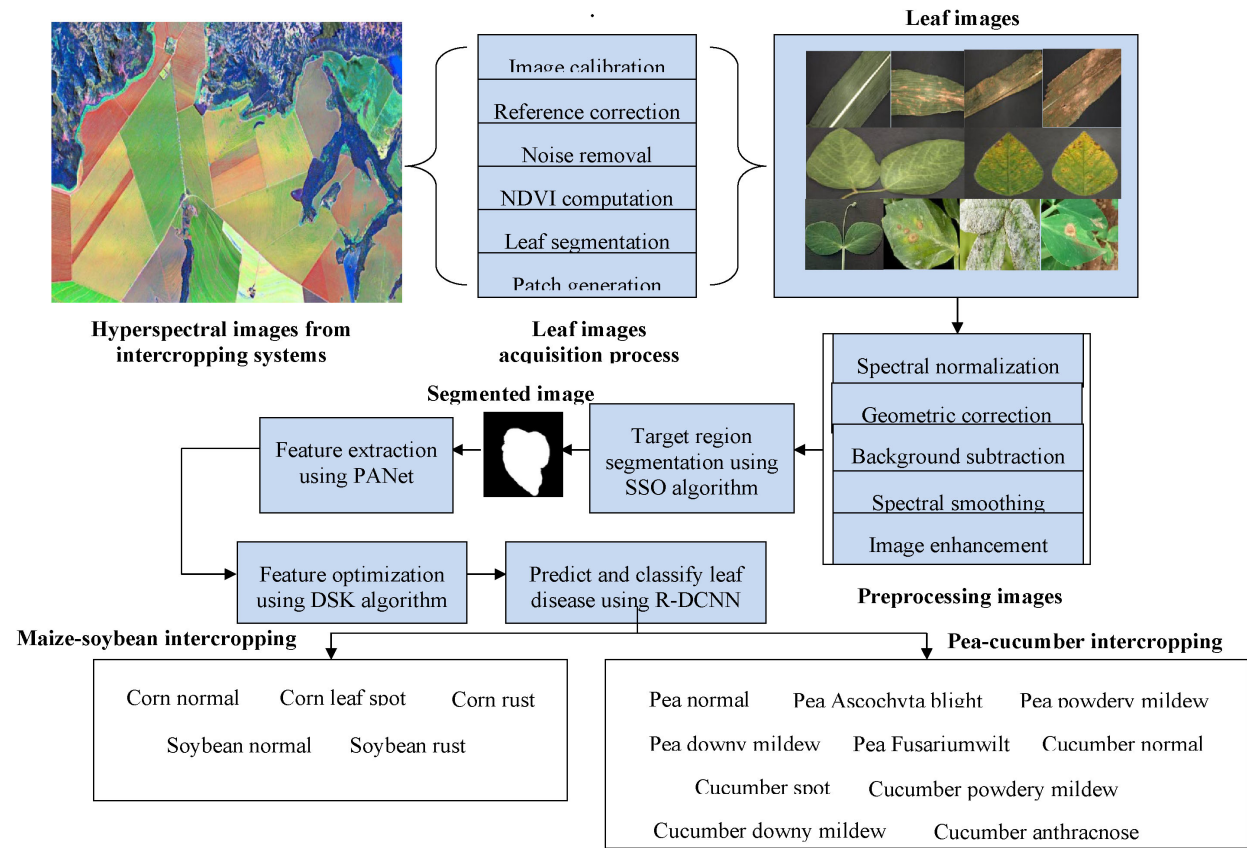 .
Leaf images
Image calibration
Reference correction
Noise removal
NDVI computation
Leaf segmentation
Patch generation
Hyperspectral images from
intercropping systems
Leaf images
acquisition process
Spectral normalization
Geometric correction
Background subtraction
Spectral smoothing
Image enhancement
Preprocessing images
Target region
segmentation using
SSO algorithm
Segmented image
Feature extraction
using PANet
Feature optimization
using DSK algorithm
Predict and classify leaf
disease using R-DCNN
Maize-soybean intercropping
Corn normal Corn leaf spot Corn rust
Soybean normal Soybean rust
Pea-cucumber intercropping
Pea normal Pea Ascochyta blight Pea powdery mildew
Pea downy mildew Pea Fusariumwilt Cucumber normal
Cucumber spot Cucumber powdery mildew
Cucumber downy mildew Cucumber anthracnose